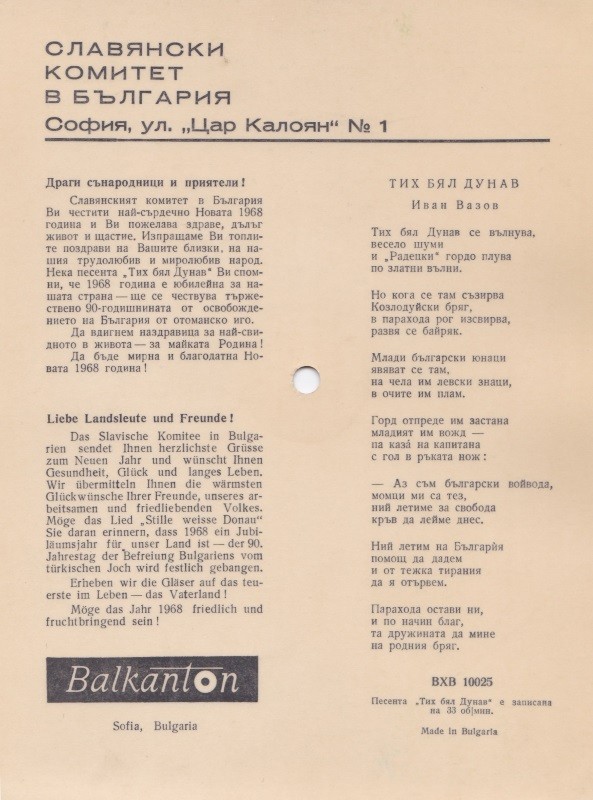 СЛАВЯНСКИ
КОМИТЕТ
В БЪЛГАРИЯ
София, ул. „Цар Калоян" № 1
Драги сънародници и приятели!
Славянският комитет в България
Ви честити най-сърдечно Новата 1968
година и Ви пожелава здраве, дълъг
живот и щастие. Изпращаме Ви топли-
те поздрави на Вашите близки, на на-
шия трудолюбив и миролюбив народ.
Нека песента „Тих бял Дунав" Ви спом-
ни, че 1968 година е юбилейна за на-
шата страна — ще се чествува търже-
ствено 90-годишнината от освобожде-
нието на България от отоманско иго.
Да вдигнем наздравица за най-сви-
дното в живота — за майката Родина!
Да бъде мирна и благодатна Но-
вата 1968 година!
Liebe Landsleute und Freunde!
Das Slavische Komitee in Bulga-
rien sendet Ihnen herzlichste Grüsse
zum Neuen Jahr und wünscht Ihnen
Gesundheit, Glück und langes Leben.
Wir übermitteln Ihnen die wärmsten
Glückwünsche Ihrer Freunde, unseres ar-
beitsamen und friedliebenden Volkes.
Möge das Lied „Stille weisse Donau"
Sie daran erinnern, dass 1968 ein Jubi-
läumsjahr für unser Land ist — der 90.
Jahrestag der Befreiung Bulgariens vom
türkischen Joch wird festlich gebangen.
Erheben wir die Gläser auf das teu-
erste im Leben — das Vaterland!
Möge das Jahr 1968 friedlich und
fruchtbringend sein!
Balkanton
Sofia, Bulgaria
ТИХ БЯЛ ДУНАВ
Иван Вазов
Тих бял Дунав се вълнува,
весело шуми
и „Радецки" гордо плува
по златни вълни.
Но кога се там съзирва
Козлодуйски бряг,
в парахода рог изсвирва,
развя се байряк.
Млади български юнаци
явяват се там,
на чела им левски знаци,
в очите им плам.
Горд отпреде им застана
младият им вожд —
па каза́ на капитана
с гол в ръката нож:
— Аз съм български войвода,
момци ми са тез,
ний летиме за свобода
кръв да лейме днес.
Ний летим на Българѝя
помощ да дадем
и от тежка тирания
да я отървем.
Парахода остави ни,
и по начин благ,
та дружината да мине
на родния бряг.
ВХВ 10025
Песента „Тих бял Дунав" е записана
на 33 об|мин.
Made in Bulgaria